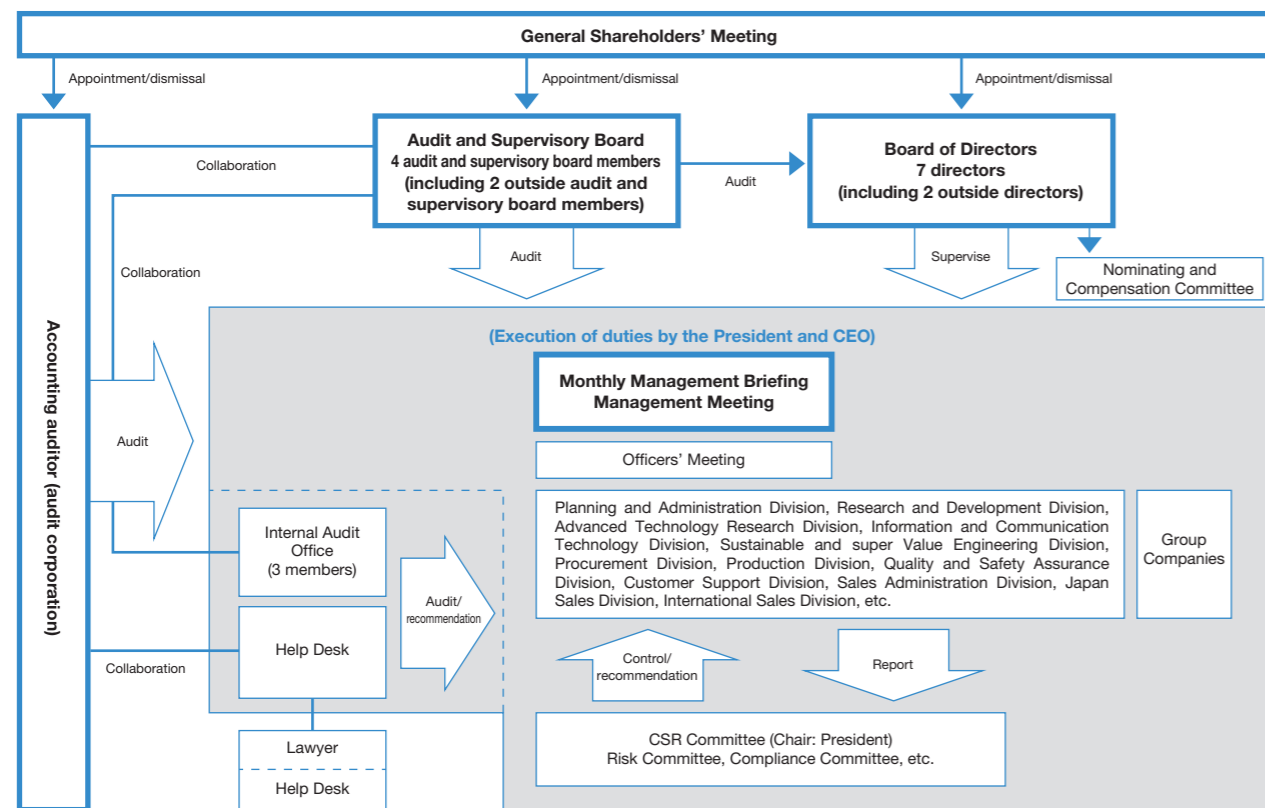 General Shareholders' Meeting
Appointment/dismissal
Appointment/dismissal
Appointment/dismissal
Accounting auditor (audit corporation)
Collaboration
Audit and Supervisory Board
4 audit and supervisory board members
(including 2 outside audit and
supervisory board members)
Audit
Board of Directors
7 directors
(including 2 outside directors)
Collaboration
Audit
Supervise
Nominating and
Compensation Committee
(Execution of duties by the President and CEO)
Monthly Management Briefing
Management Meeting
Audit
Officers' Meeting
Internal Audit
Office
(3 members)
Audit/
recommendation
Planning and Administration Division, Research and Development Division,
Advanced Technology Research Division, Information and Communication
Technology Division, Sustainable and super Value Engineering Division,
Procurement Division, Production Division, Quality and Safety Assurance
Division, Customer Support Division, Sales Administration Division, Japan
Sales Division, International Sales Division, etc.
Group
Companies
Collaboration
Help Desk
Control/
recommendation
Report
Lawyer
Help Desk
CSR Committee (Chair: President)
Risk Committee, Compliance Committee, etc.